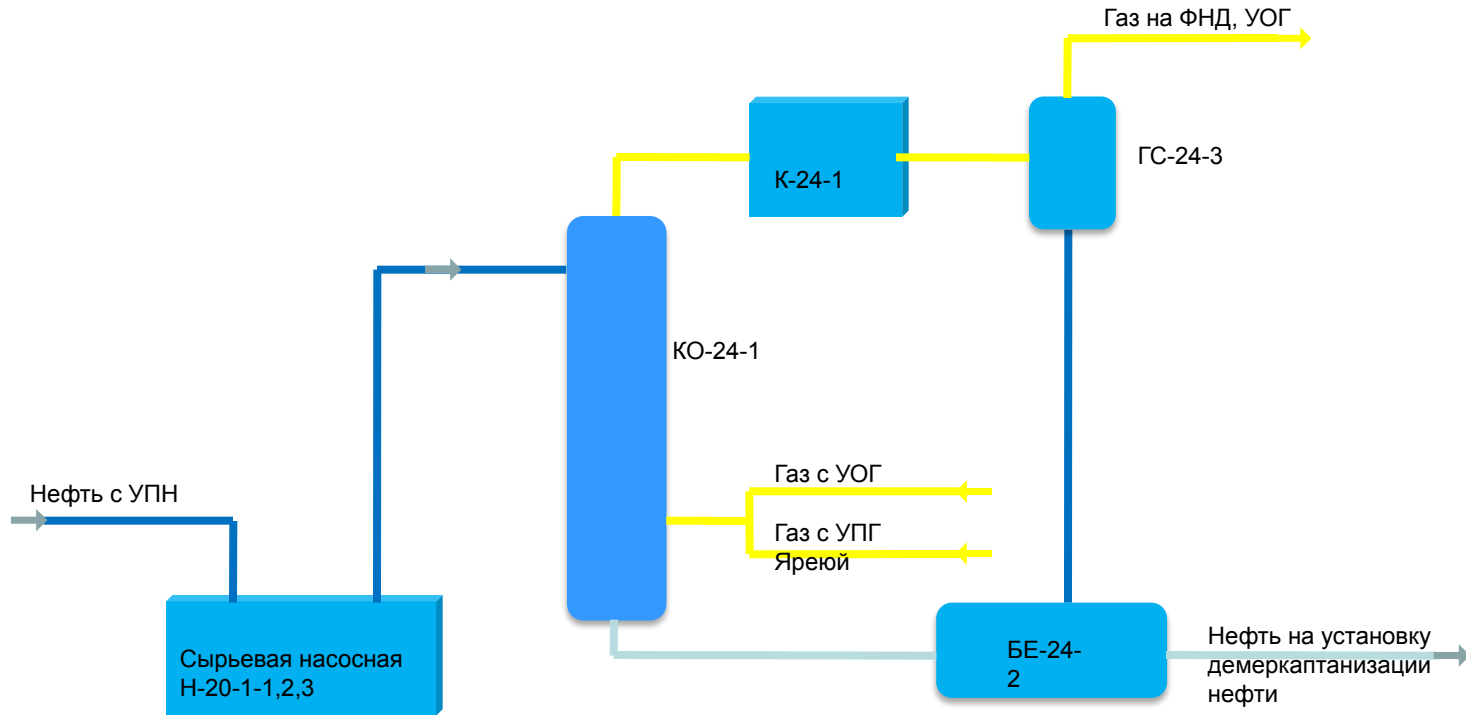 Газ на ФНД, УОГ
ГС-24-3
К-24-1
КО-24-1
Газ с УОГ
Нефть с УПН
Газ с УПГ
Яреюй
Сырьевая насосная
Н-20-1-1,2,3
БЕ-24-
2
Нефть на установку
демеркаптанизации
нефти